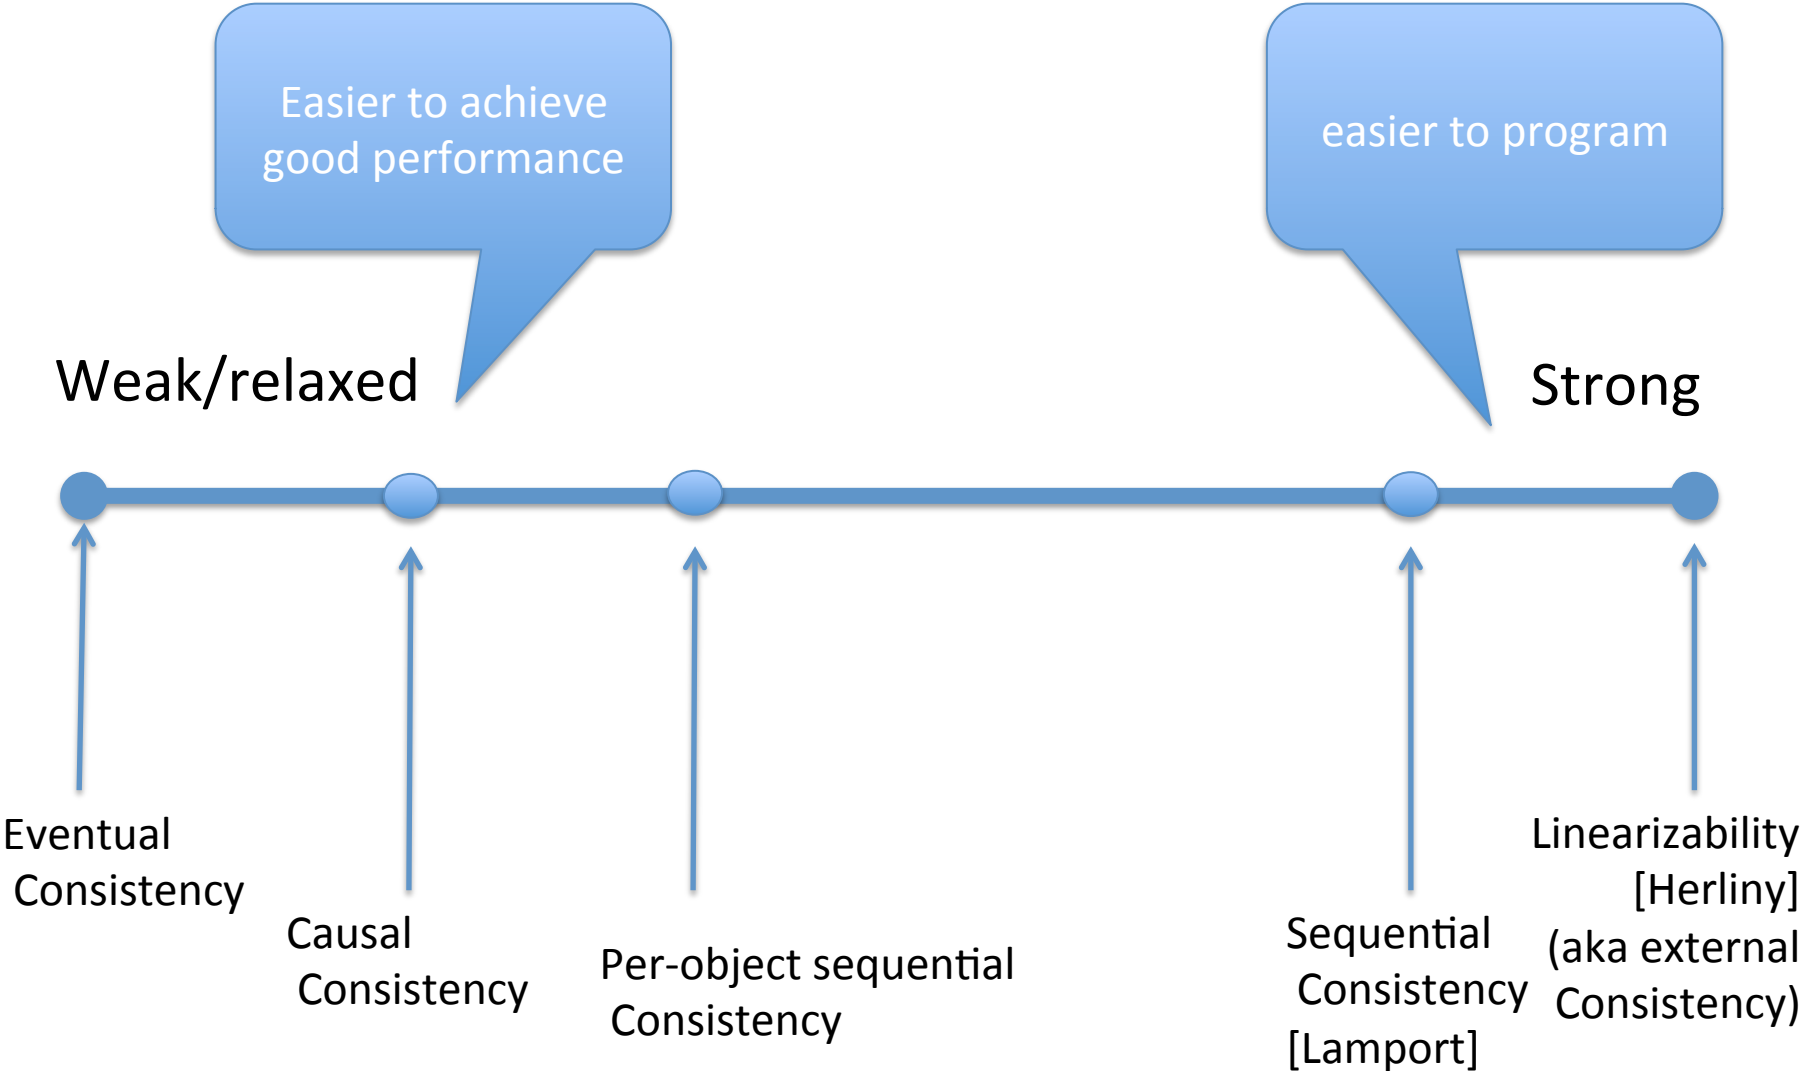 Easier to achieve
good performance
easier to program
Weak/relaxed
Strong
Eventual
Consistency
Causal
Consistency
Per-object sequential
Consistency
Sequential
Consistency
[Lamport]
Linearizability
[Herliny]
(aka external
Consistency)